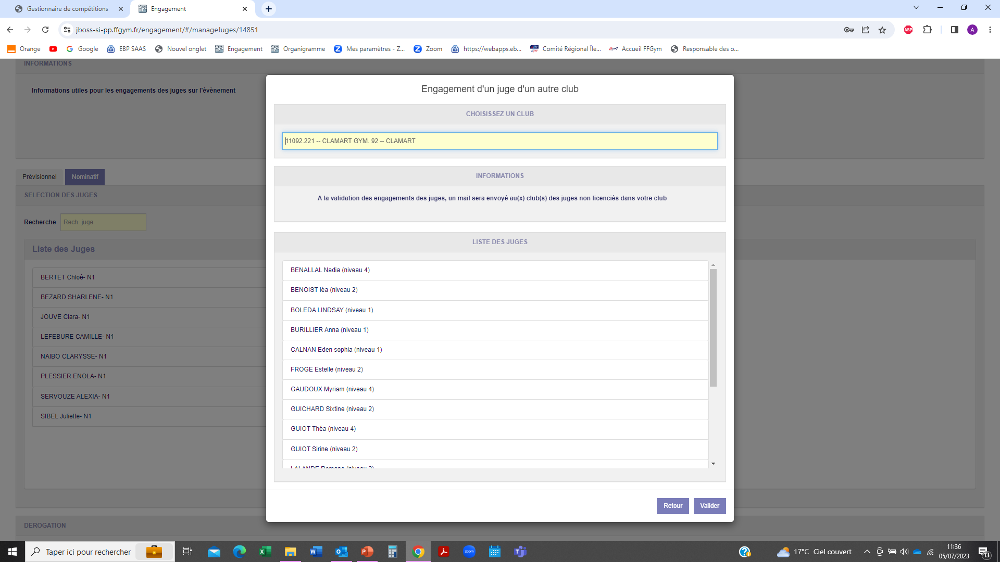 Gestionnaire de compétitions
Engagement
jboss-si-pp.ffgym.fr/engagement/#/manageJuges/14851
ABP
A
Orange
Google
EBP SAAS
Nouvel onglet
Engagement
Organigramme
Mes paramètres - Z...
Zoom
https://webapps.eb...
Comité Régional Île...
Accueil FFGym
Responsable des o...
INFORMATIONS
Informations utiles pour les engagements des juges sur l'évènement
Prévisionnel
Nominatif
SELECTION DES JUGES
Recherche
Rech. juge
Liste des Juges
BERTET Chloé- N1
BEZARD SHARLENE- N1
JOUVE Clara- N1
LEFEBURE CAMILLE- N1
NAIBO CLARYSSE- N1
PLESSIER ENOLA- N1
SERVOUZE ALEXIA- N1
SIBEL Juliette- N1
DEROGATION
Engagement d'un juge d'un autre club
CHOISISSEZ UN CLUB
11092.221 -- CLAMART GYM. 92 -- CLAMART
INFORMATIONS
A la validation des engagements des juges, un mail sera envoyé au(x) club(s) des juges non licenciés dans votre club
LISTE DES JUGES
BENALLAL Nadia (niveau 4)
BENOIST léa (niveau 2)
BOLEDA LINDSAY (niveau 1)
BURILLIER Anna (niveau 1)
CALNAN Eden sophia (niveau 1)
FROGE Estelle (niveau 2)
GAUDOUX Myriam (niveau 4)
GUICHARD Sixtine (niveau 2)
GUIOT Théa (niveau 4)
GUIOT Sirine (niveau 2)
LALANDE Romane (niveau 2)
Retour
Valider
Taper ici pour rechercher
zoom
17°C Ciel couvert
11:36
05/07/2023
13